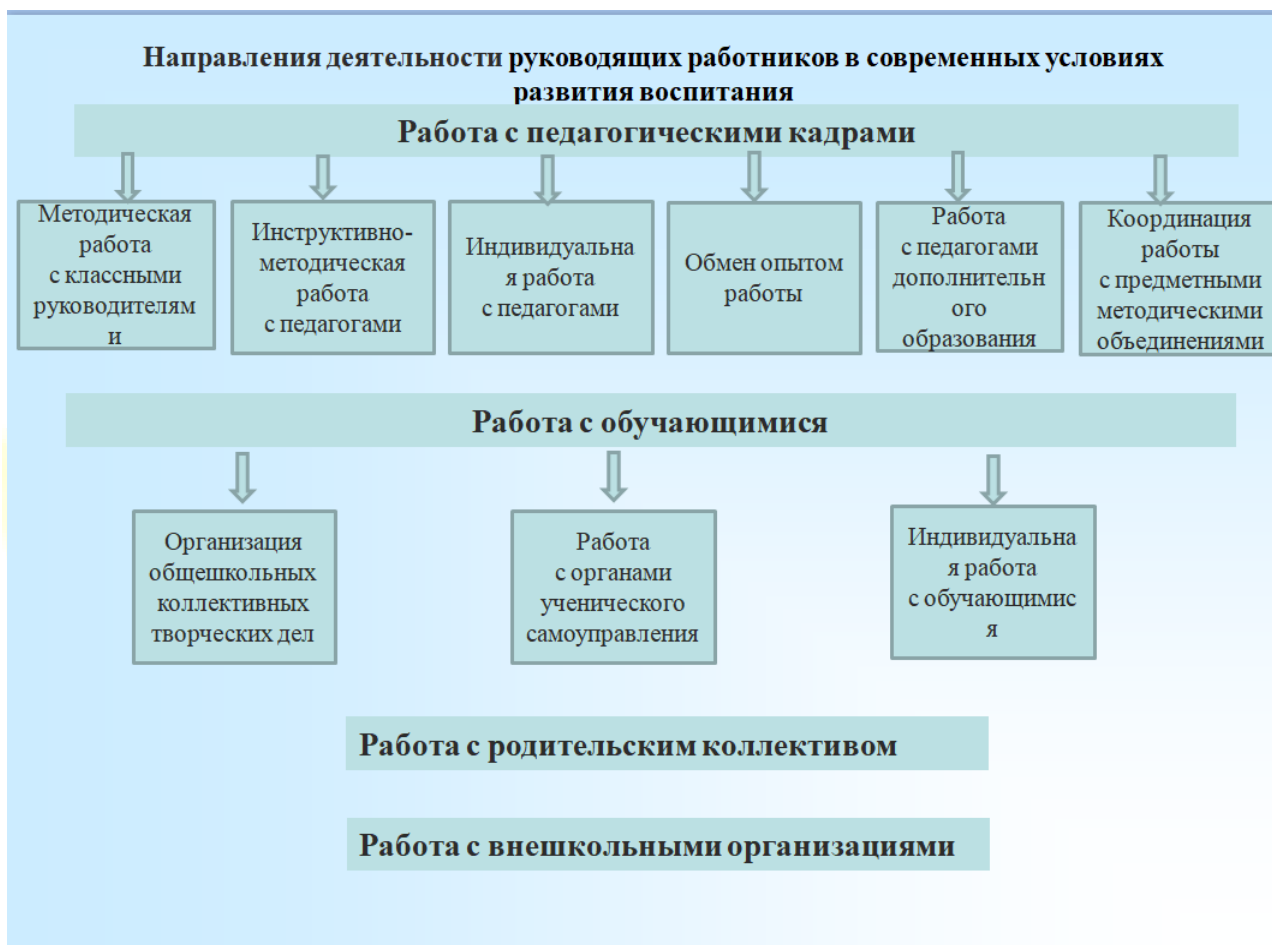 Направления деятельности руководящих работников в современных условиях
развития воспитания
Работа с педагогическими кадрами
Методическая
работа
с классными
руководителям
и
Инструктивно-
методическая
работа
с педагогами
Индивидуальна
я работа
с педагогами
Обмен опытом
работы
Работа
с педагогами
дополнительн
ого
образования
Координация
работы
с предметными
методическими
объединениями
Работа с обучающимися
Организация
общешкольных
коллективных
творческих дел
Работа
с органами
ученического
самоуправления
Индивидуальна
я работа
с обучающимис
я
Работа с родительским коллективом
Работа с внешкольными организациями